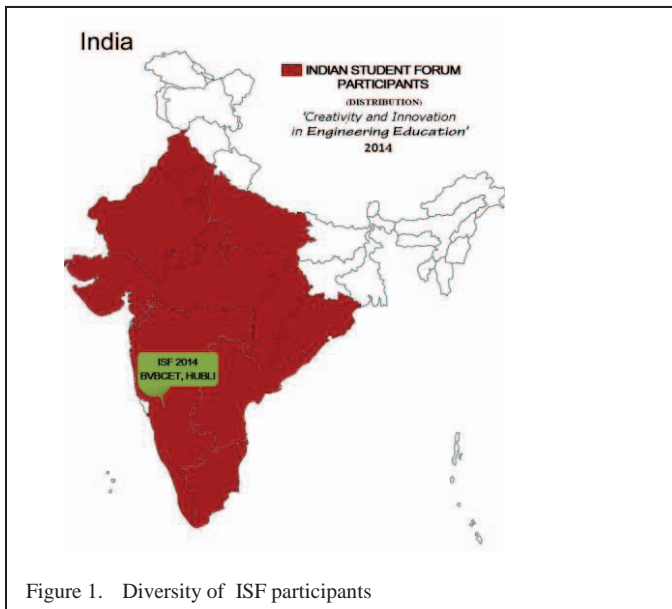 India
INDIAN STUDENT FORUM
PARTICIPANTS
(DISTRIBUTION)
'Creativity and Innovation
in Engineering Education'
2014
ISF 2014
BVBCET, HUBLI
Figure 1. Diversity of ISF participants